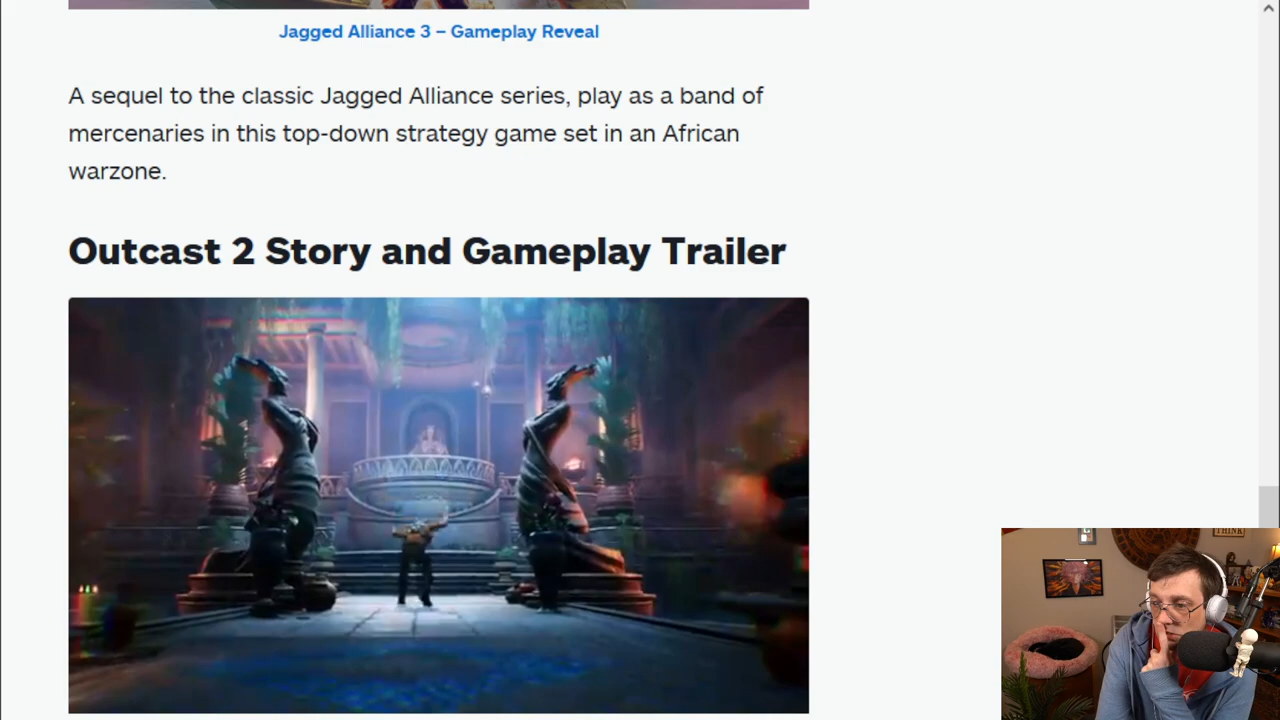 Jagged Alliance 3 – Gameplay Reveal
A sequel to the classic Jagged Alliance series, play as a band of
mercenaries in this top-down strategy game set in an African
warzone.
Outcast 2 Story and Gameplay Trailer
THINK